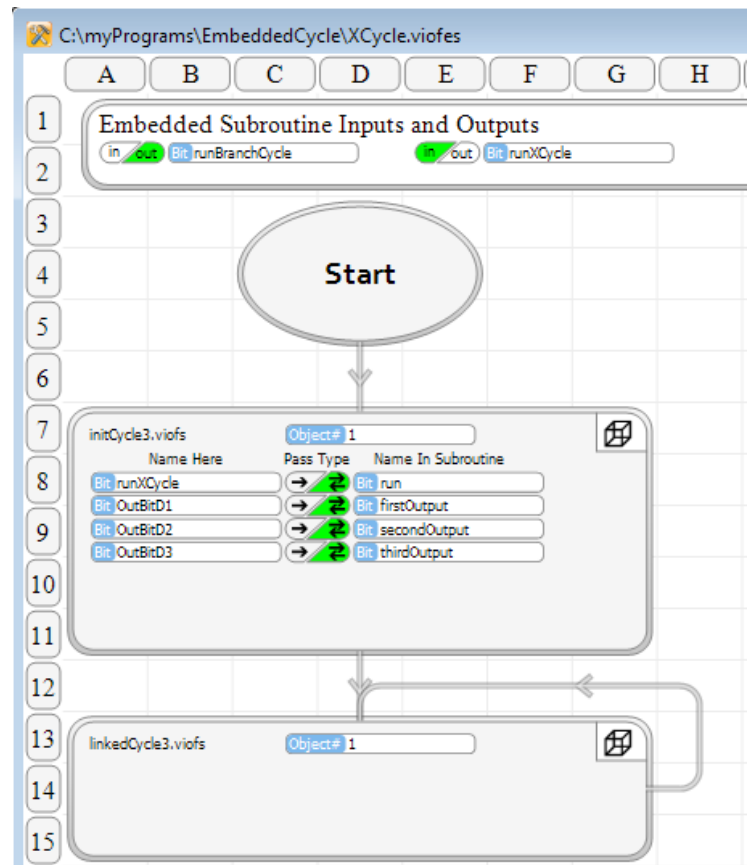 C:\myPrograms\EmbeddedCycle\XCycle.viofes
A B C D E F G H
1
Embedded Subroutine Inputs and Outputs
in out Bit runBranchCycle in out Bit runXCycle
2
3
4
Start
5
6
7
initCycle3.viofs Object# 1
Name Here Pass Type Name In Subroutine
8
Bit runXCycle Bit run
Bit OutBitD1 Bit firstOutput
9
Bit OutBitD2 Bit secondOutput
Bit OutBitD3 Bit thirdOutput
10
11
12
13
linkedCycle3.viofs Object# 1
14
15